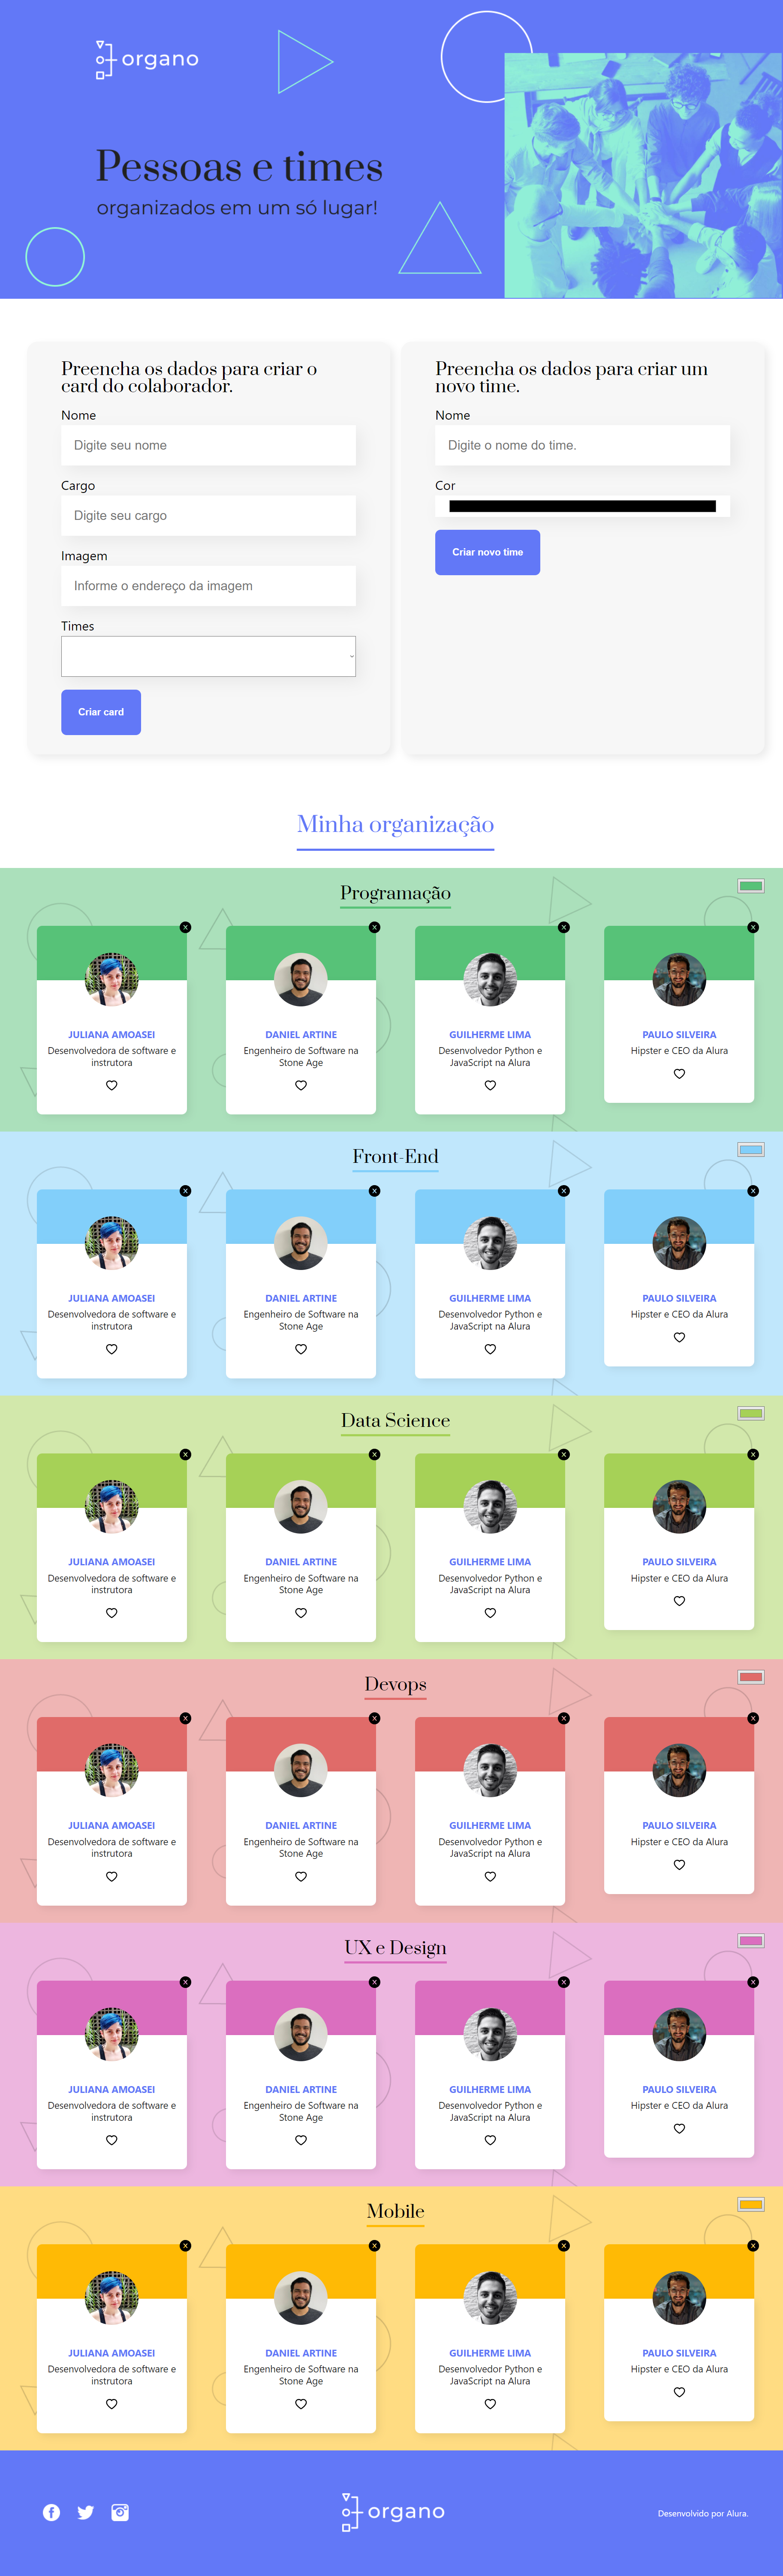 organo
Pessoas e times
organizados em um só lugar!
Preencha os dados para criar o
card do colaborador.
Nome
Digite seu nome
Cargo
Digite seu cargo
Imagem
Informe o endereço da imagem
Times
Criar card
Preencha os dados para criar um
novo time.
Nome
Digite o nome do time.
Cor
Criar novo time
Minha organização
Programação
JULIANA AMOASEI
Desenvolvedora de software e
instrutora
DANIEL ARTINE
Engenheiro de Software na
Stone Age
GUILHERME LIMA
Desenvolvedor Python e
JavaScript na Alura
PAULO SILVEIRA
Hipster e CEO da Alura
Front-End
JULIANA AMOASEI
Desenvolvedora de software e
instrutora
DANIEL ARTINE
Engenheiro de Software na
Stone Age
GUILHERME LIMA
Desenvolvedor Python e
JavaScript na Alura
PAULO SILVEIRA
Hipster e CEO da Alura
Data Science
JULIANA AMOASEI
Desenvolvedora de software e
instrutora
DANIEL ARTINE
Engenheiro de Software na
Stone Age
GUILHERME LIMA
Desenvolvedor Python e
JavaScript na Alura
PAULO SILVEIRA
Hipster e CEO da Alura
Devops
JULIANA AMOASEI
Desenvolvedora de software e
instrutora
DANIEL ARTINE
Engenheiro de Software na
Stone Age
GUILHERME LIMA
Desenvolvedor Python e
JavaScript na Alura
PAULO SILVEIRA
Hipster e CEO da Alura
UX e Design
JULIANA AMOASEI
Desenvolvedora de software e
instrutora
DANIEL ARTINE
Engenheiro de Software na
Stone Age
GUILHERME LIMA
Desenvolvedor Python e
JavaScript na Alura
PAULO SILVEIRA
Hipster e CEO da Alura
Mobile
JULIANA AMOASEI
Desenvolvedora de software e
instrutora
DANIEL ARTINE
Engenheiro de Software na
Stone Age
GUILHERME LIMA
Desenvolvedor Python e
JavaScript na Alura
PAULO SILVEIRA
Hipster e CEO da Alura
organo
Desenvolvido por Alura.